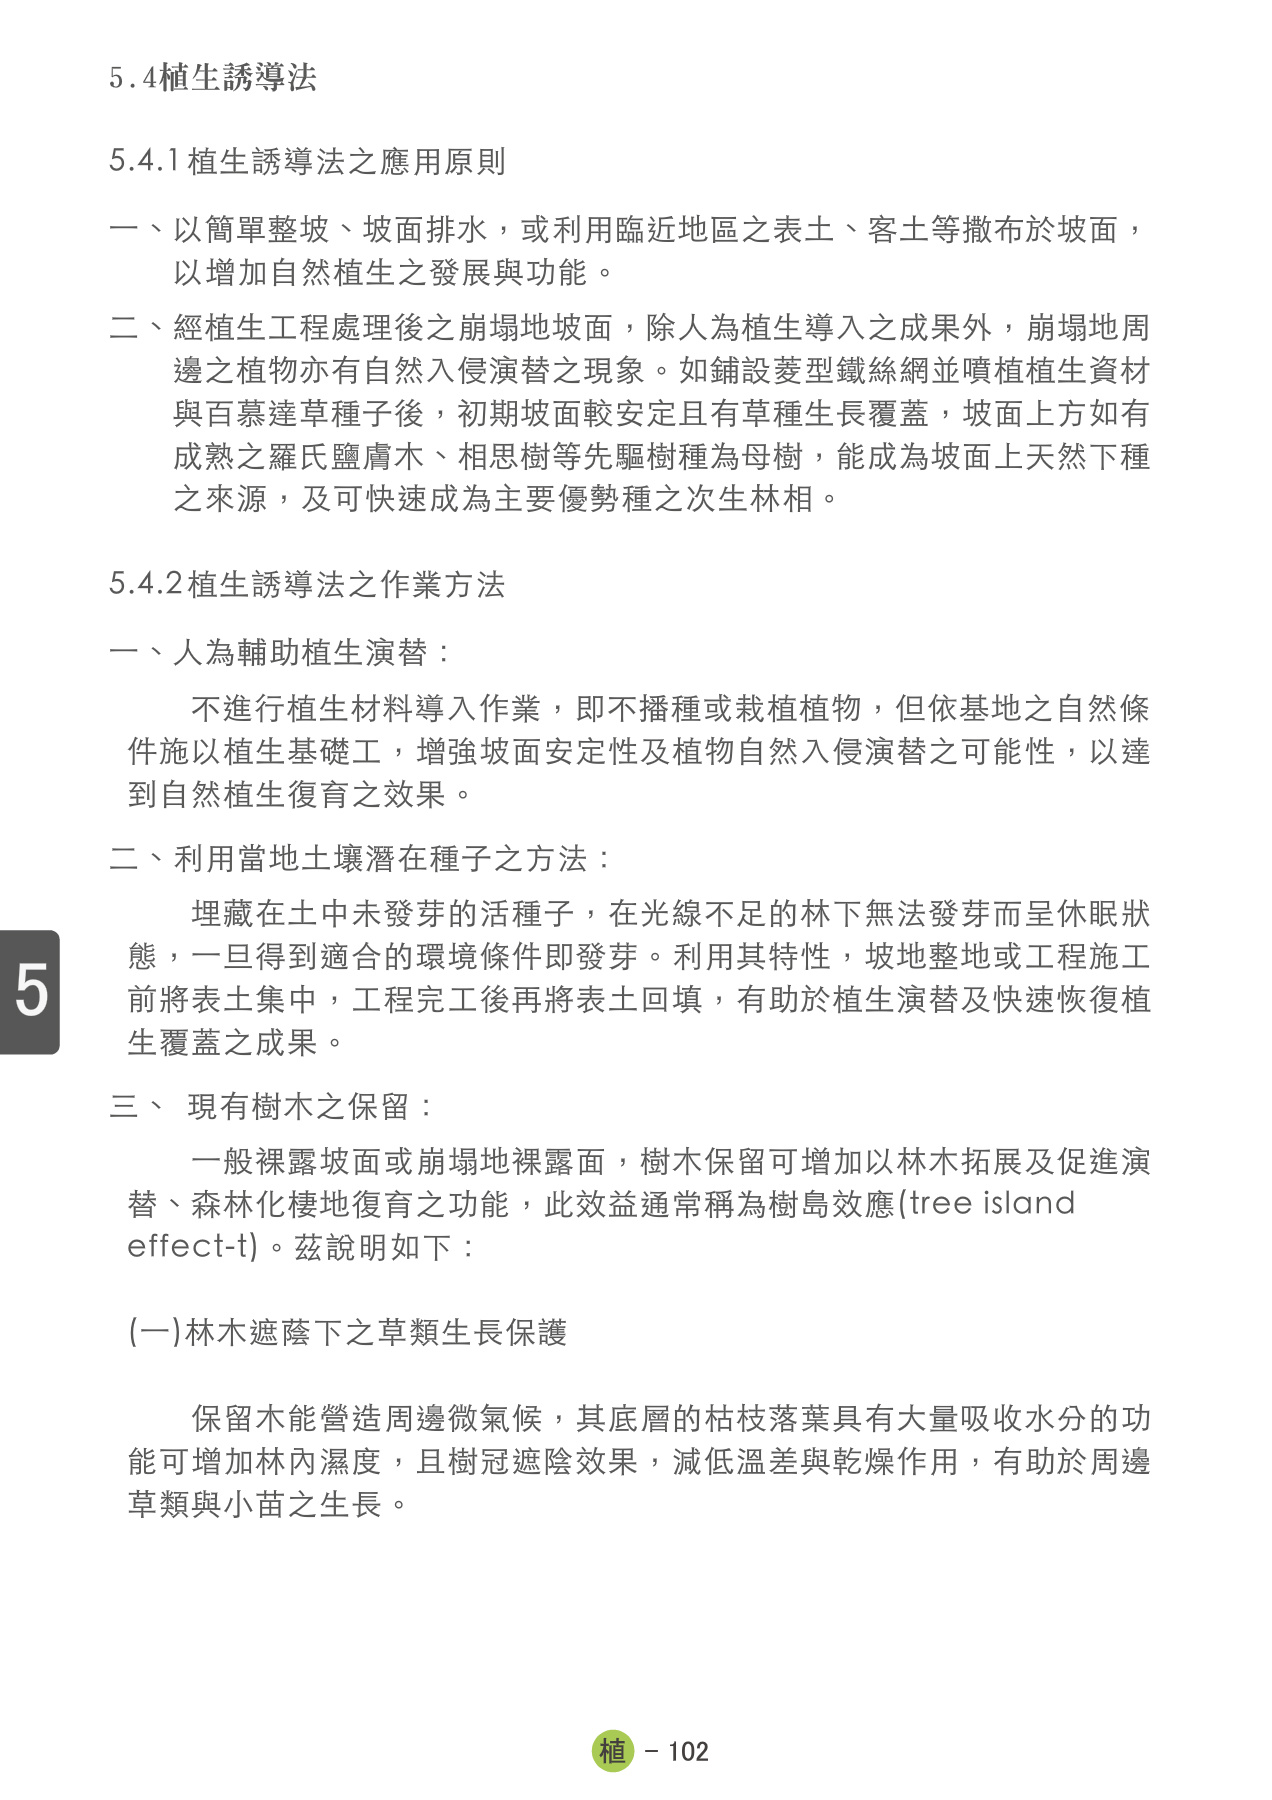 5.4植生誘導法
5.4.1植生誘導法之應用原則
一、以簡單整坡、坡面排水，或利用臨近地區之表土、客土等撒布於坡面，
以增加自然植生之發展與功能。
二、經植生工程處理後之崩塌地坡面，除人為植生導入之成果外，崩塌地周
邊之植物亦有自然入侵演替之現象。如鋪設菱型鐵絲網並噴植植生資材
與百慕達草種子後，初期坡面較安定且有草種生長覆蓋，坡面上方如有
成熟之羅氏鹽膚木、相思樹等先驅樹種為母樹，能成為坡面上天然下種
之來源，及可快速成為主要優勢種之次生林相。
5.4.2植生誘導法之作業方法
一、人為輔助植生演替：
不進行植生材料導入作業，即不播種或栽植植物，但依基地之自然條
件施以植生基礎工，增強坡面安定性及植物自然入侵演替之可能性，以達
到自然植生復育之效果。
二、利用當地土壤潛在種子之方法：
埋藏在土中未發芽的活種子，在光線不足的林下無法發芽而呈休眠狀
態，一旦得到適合的環境條件即發芽。利用其特性，坡地整地或工程施工
前將表土集中，工程完工後再將表土回填，有助於植生演替及快速恢復植
生覆蓋之成果。
三、 現有樹木之保留：
一般裸露坡面或崩塌地裸露面，樹木保留可增加以林木拓展及促進演
替、森林化棲地復育之功能，此效益通常稱為樹島效應(tree island
effect-t)。茲說明如下：
(一)林木遮蔭下之草類生長保護
保留木能營造周邊微氣候，其底層的枯枝落葉具有大量吸收水分的功
能可增加林內濕度，且樹冠遮陰效果，減低溫差與乾燥作用，有助於周邊
草類與小苗之生長。
5
植 - 102